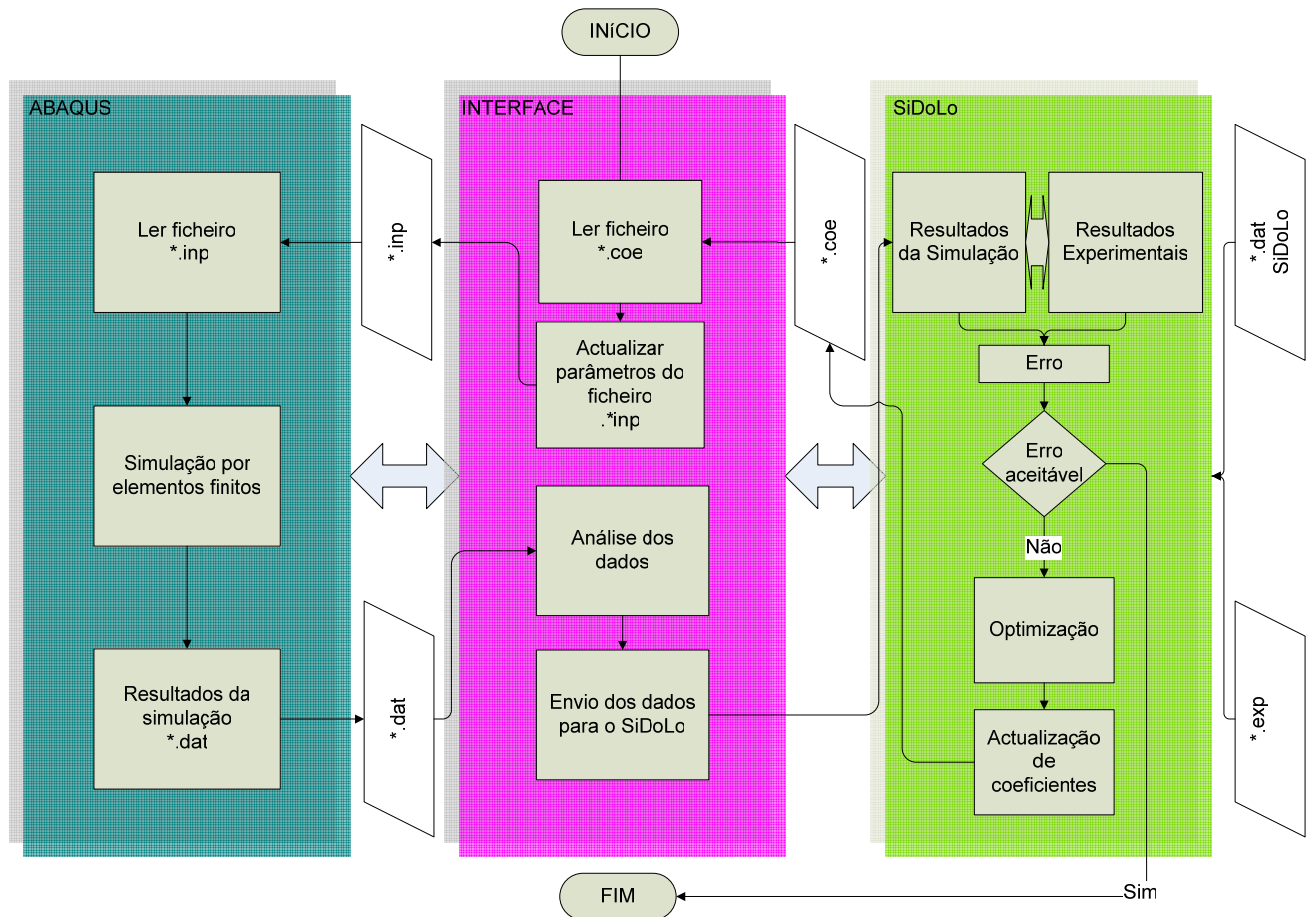 INíCIO
ABAQUS
Ler ficheiro
*.inp
Simulação por
elementos finitos
Resultados da
simulação
*.dat
*.inp
*.dat
INTERFACE
Ler ficheiro
*.coe
Actualizar
parâmetros do
ficheiro
.*inp
Análise dos
dados
Envio dos dados
para o SiDoLo
*.coe
SiDoLo
Resultados
da Simulação
Resultados
Experimentais
Erro
Erro
aceitável
Não
Optimização
Actualização
de
coeficientes
*.dat
SiDoLo
*.exp
Sim
FIM